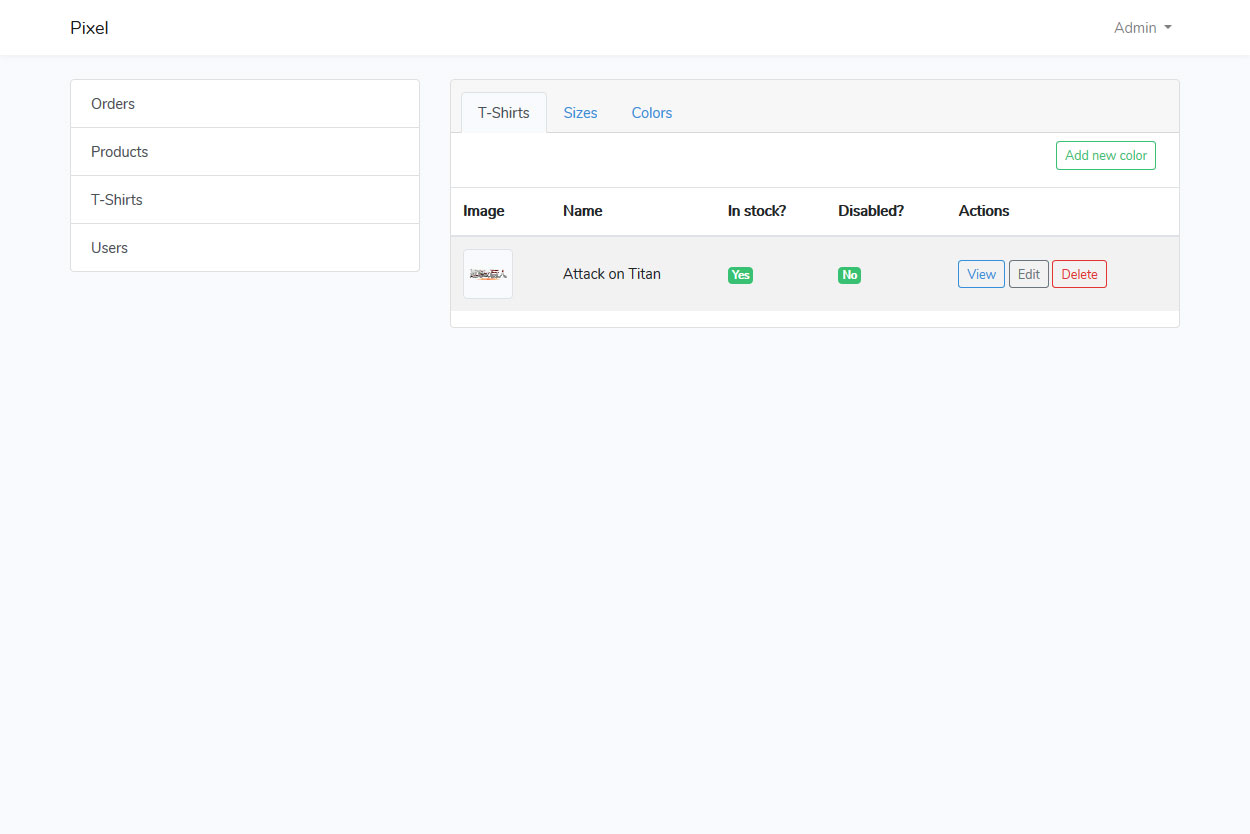 Pixel
Admin
Orders
Products
T-Shirts
Users
T-Shirts Sizes Colors
Add new color
Image Name In stock? Disabled? Actions
Attack on Titan Yes No View Edit Delete